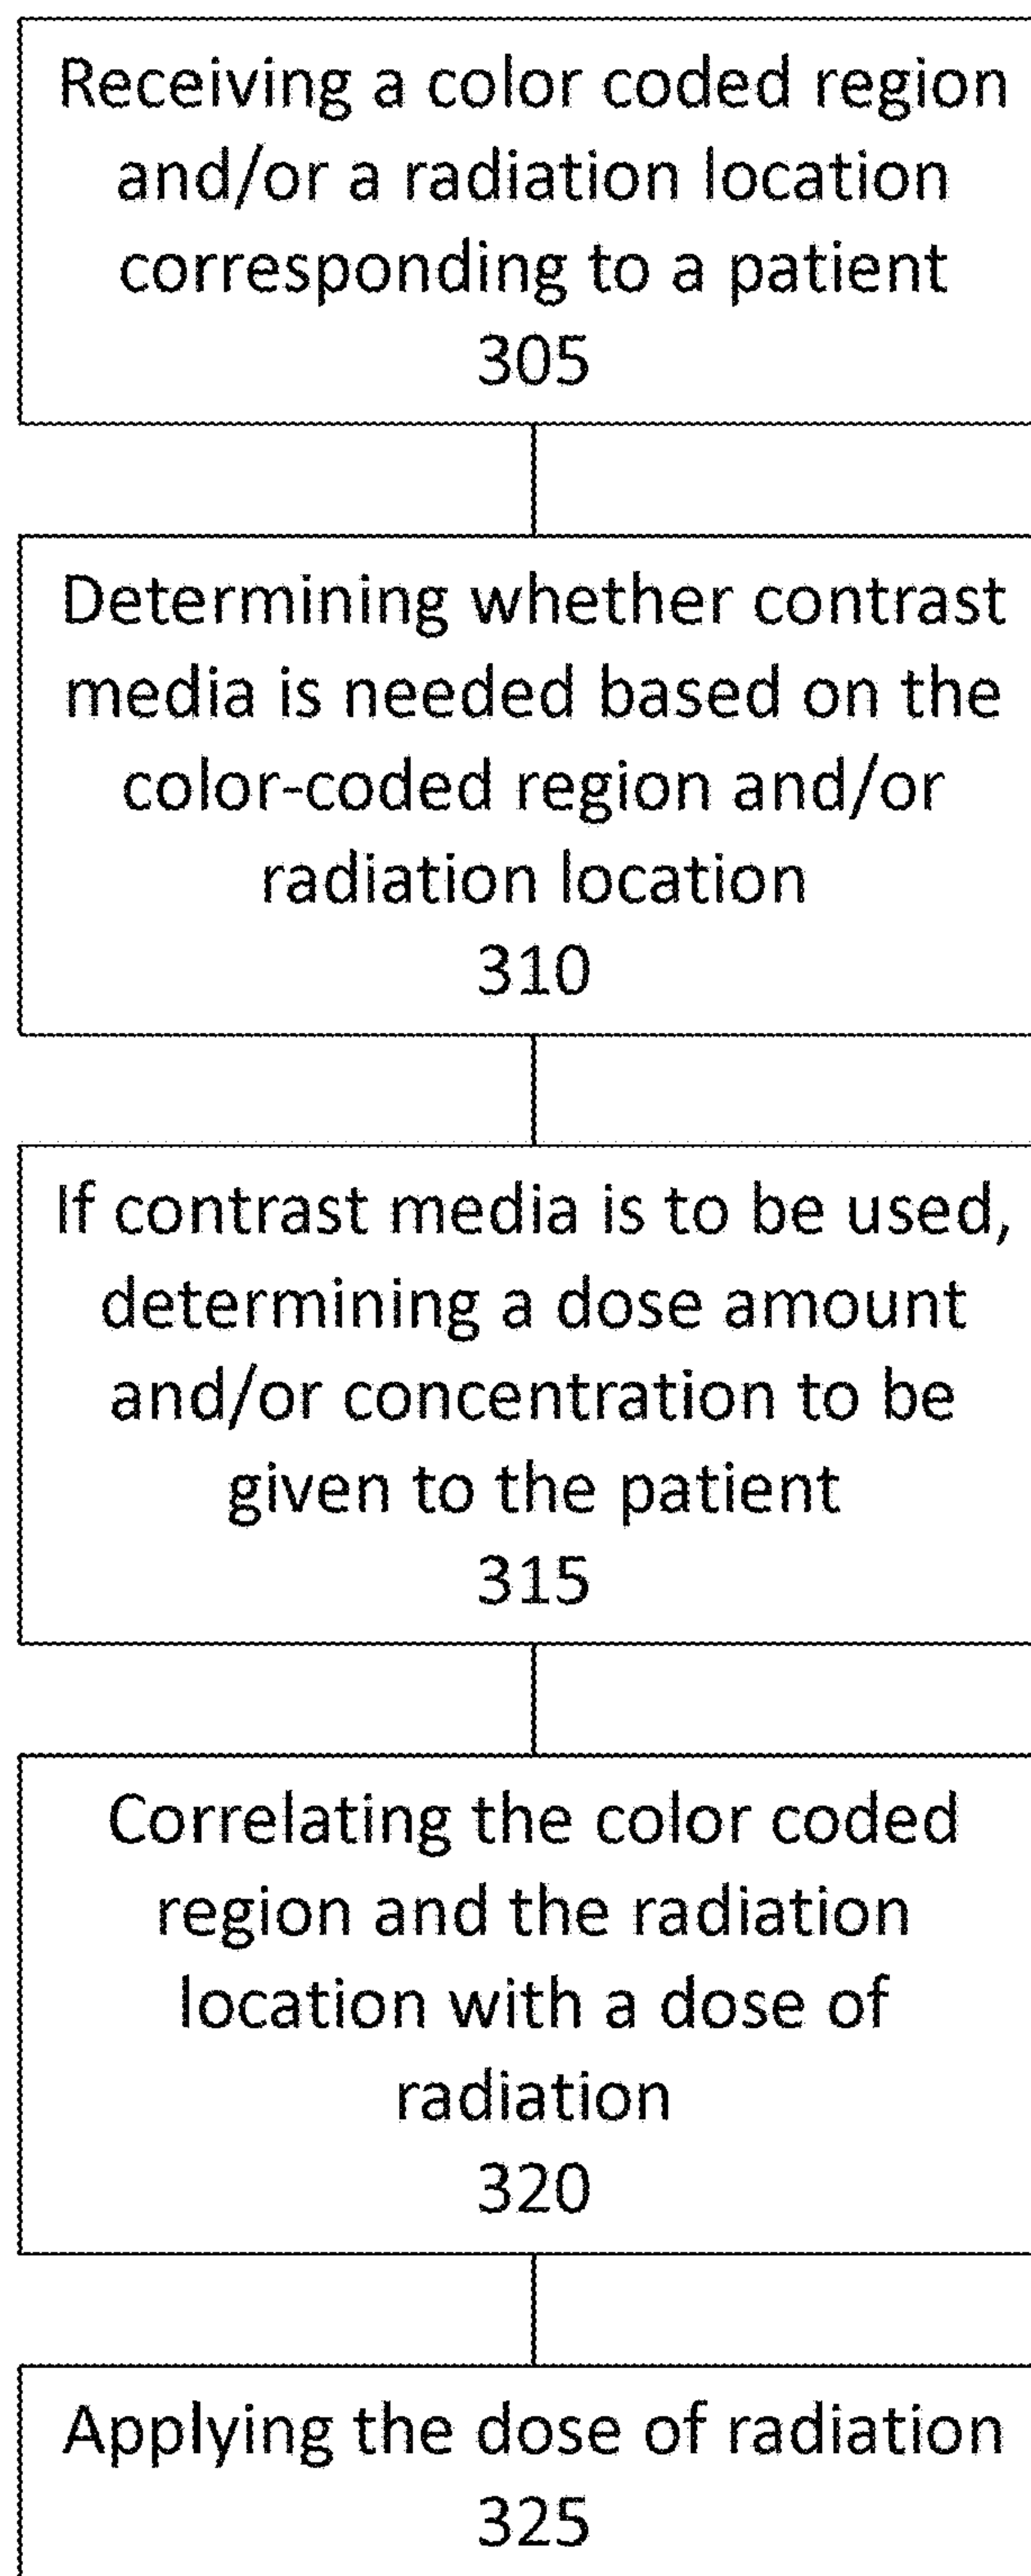 Receiving a color coded region
and/or a radiation location
corresponding to a patient
305
Determining whether contrast
media is needed based on the
color-coded region and/or
radiation location
310
If contrast media is to be used,
determining a dose amount
and/or concentration to be
given to the patient
315
Correlating the color coded
region and the radiation
location with a dose of
radiation
320
Applying the dose of radiation
325